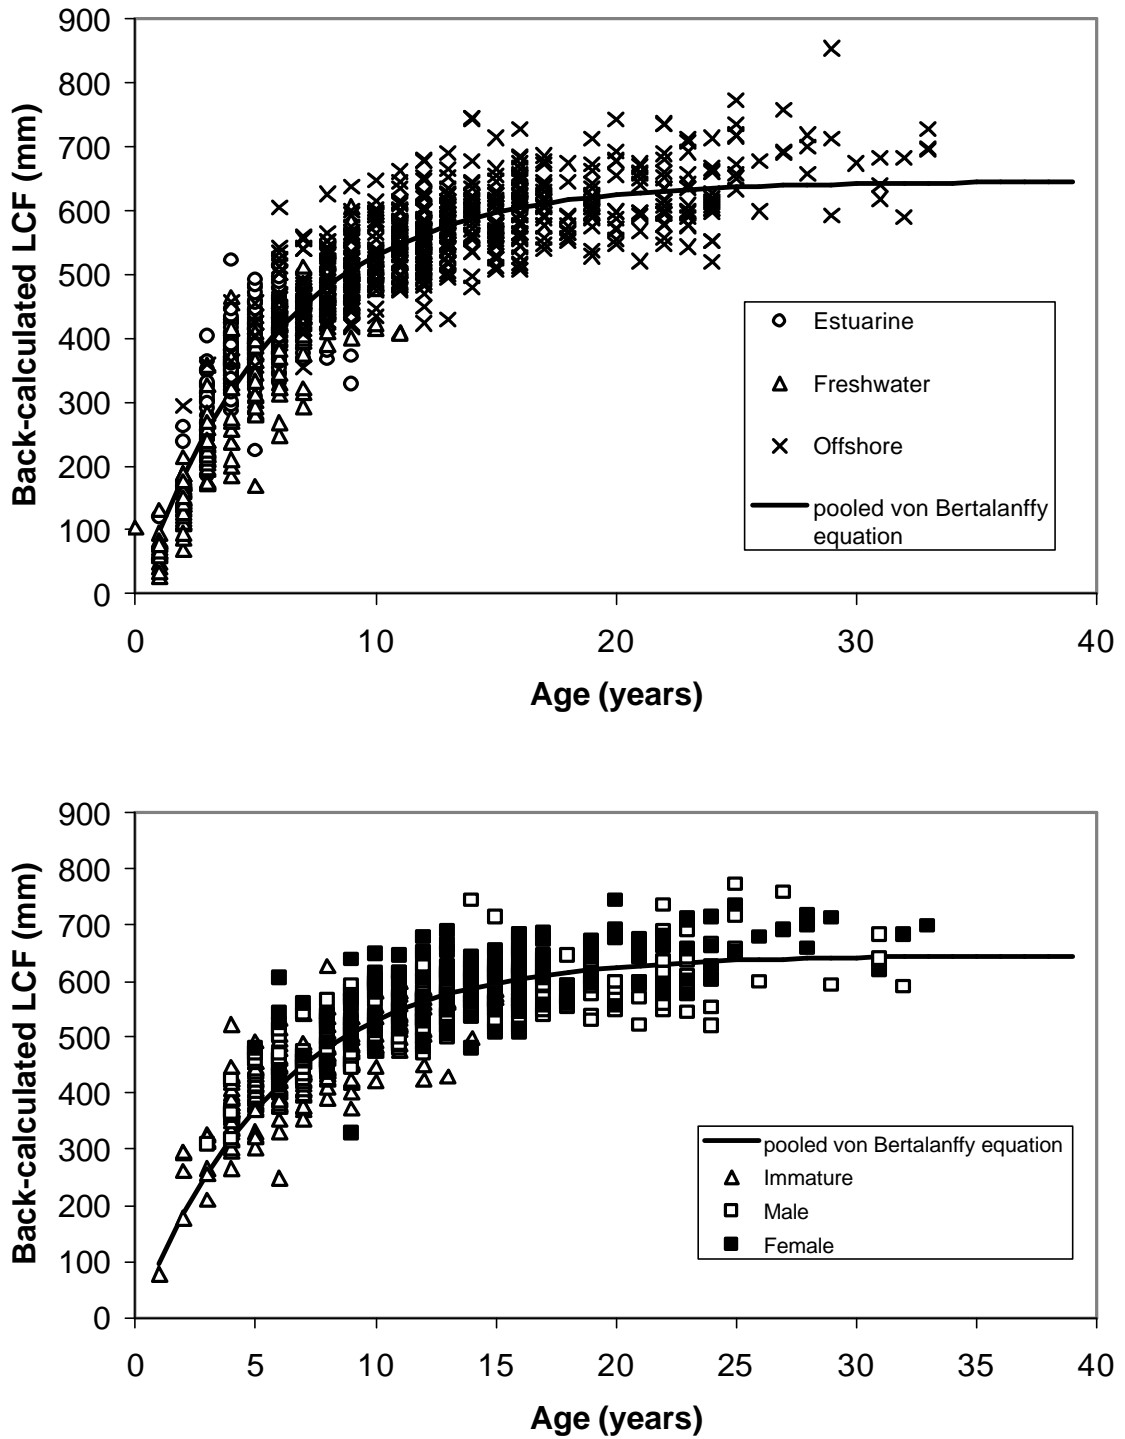 900
800
700
600
500
400
300
200
100
0
Back-calculated LCF (mm)
Estuarine
Freshwater
Offshore
pooled von Bertalanffy
equation
0 10 20 30 40
Age (years)
900
800
700
600
500
400
300
200
100
0
Back-calculated LCF (mm)
pooled von Bertalanffy equation
Immature
Male
Female
0 5 10 15 20 25 30 35 40
Age (years)